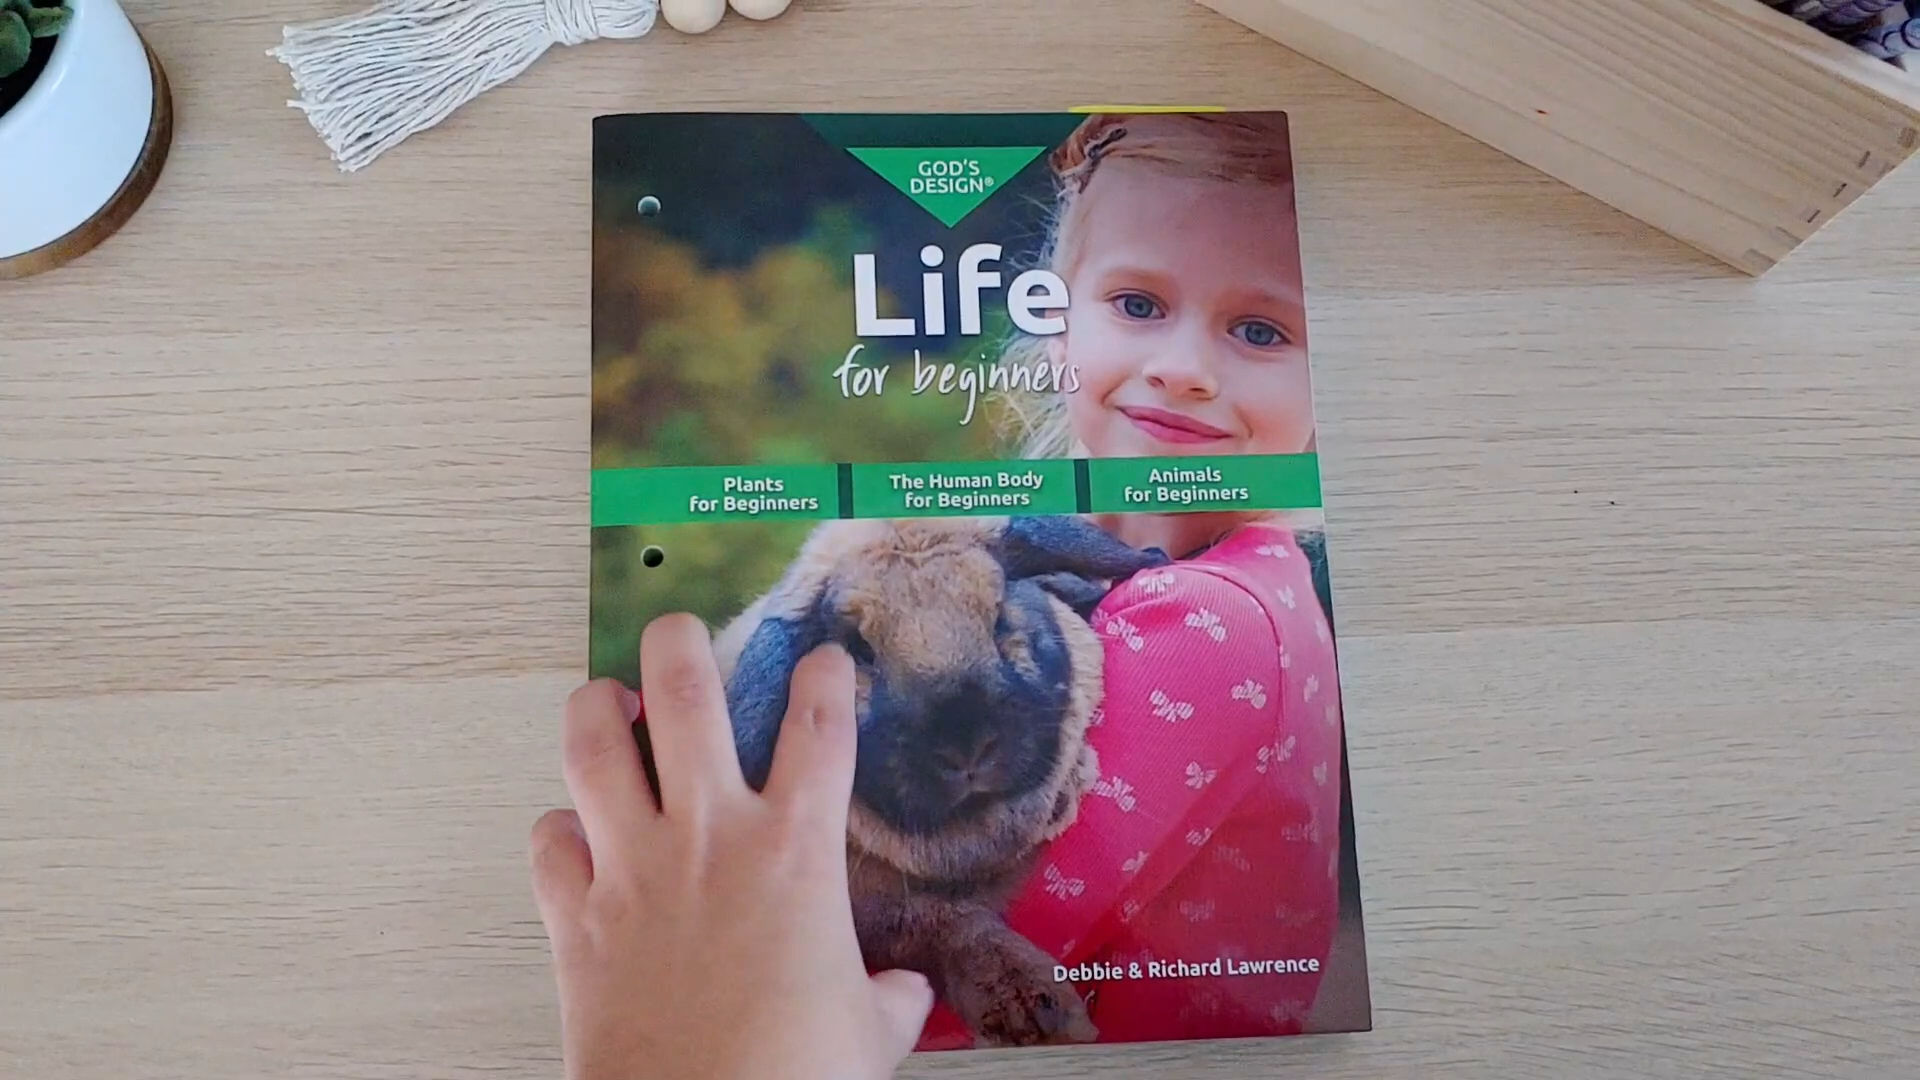 GOD'S
DESIGN®
Life
for beginners
Plants
for Beginners
The Human Body
for Beginners
Animals
for Beginners
Debbie & Richard Lawrence